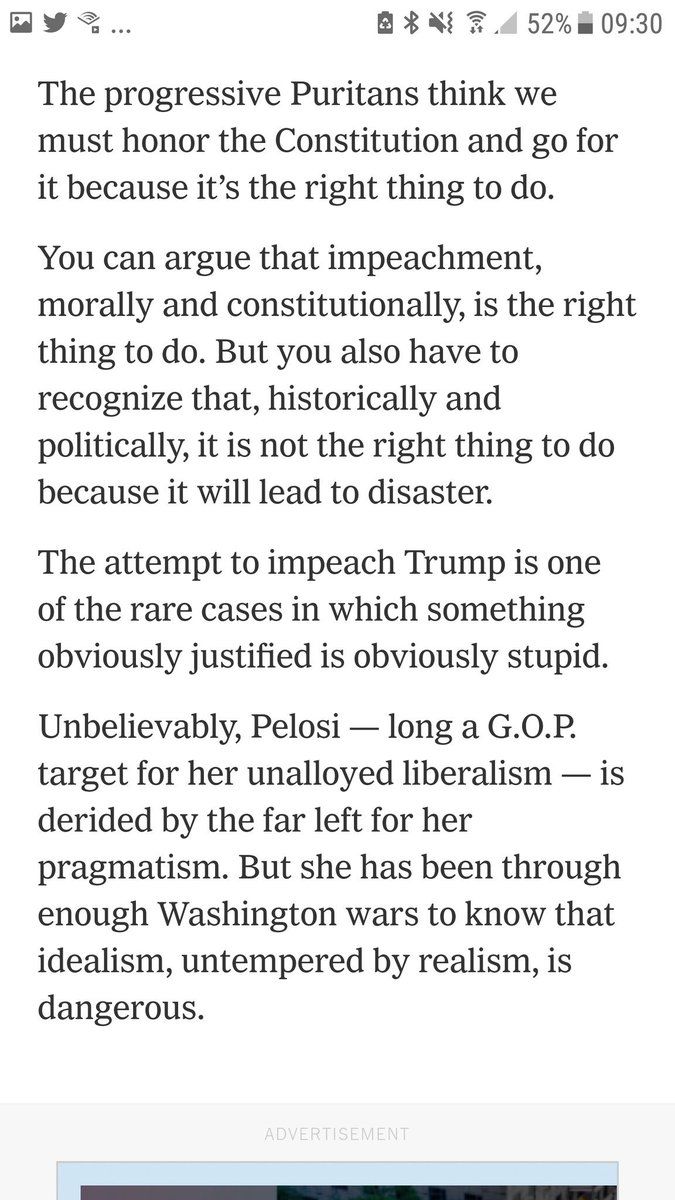 ... 52% 09:30
The progressive Puritans think we
must honor the Constitution and go for
it because it’s the right thing to do.
You can argue that impeachment,
morally and constitutionally, is the right
thing to do. But you also have to
recognize that, historically and
politically, it is not the right thing to do
because it will lead to disaster.
The attempt to impeach Trump is one
of the rare cases in which something
obviously justified is obviously stupid.
Unbelievably, Pelosi — long a G.O.P.
target for her unalloyed liberalism — is
derided by the far left for her
pragmatism. But she has been through
enough Washington wars to know that
idealism, untempered by realism, is
dangerous.
ADVERTISEMENT